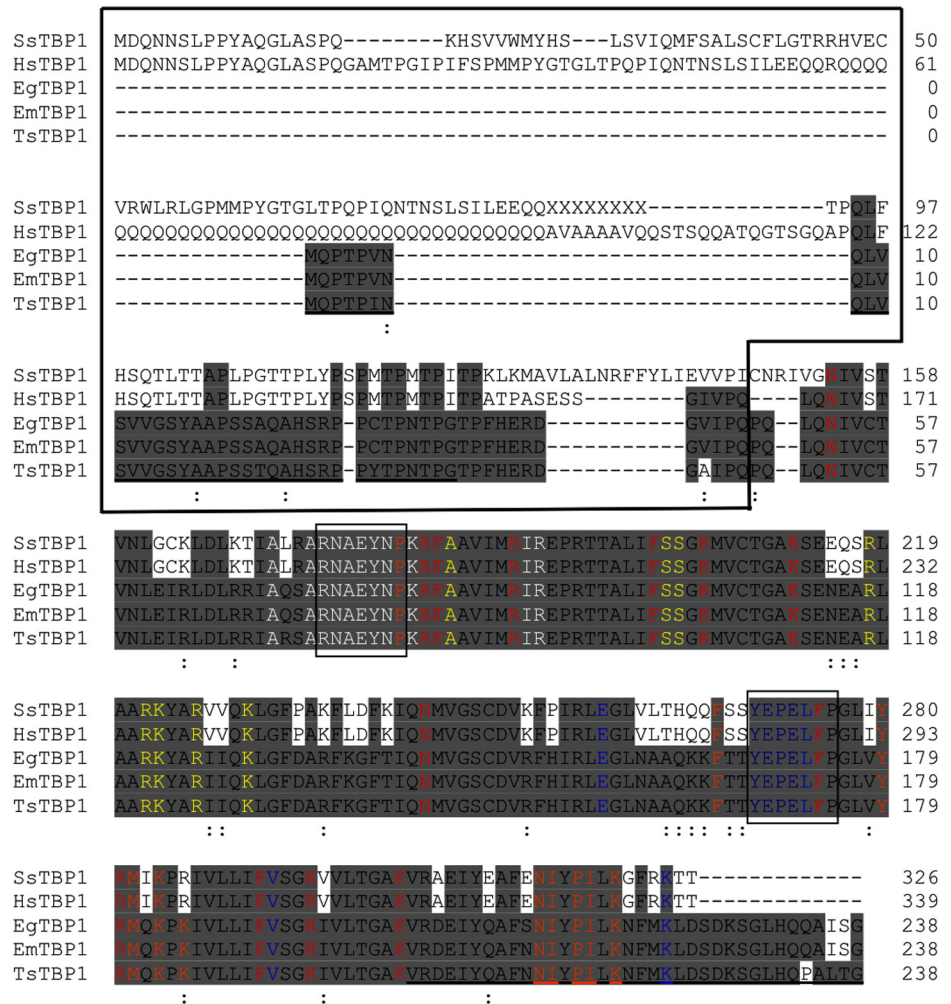 SsTBP1 MDQNNSLPPYAQGLASPQ--------KHSVVWMYHS---LSVIQMFSALSCFLGTRRHVEC 50
HsTBP1 MDQNNSLPPYAQGLASPQGAMTPGIPIFSPMMPYGTGLTPQPIQNTNSLSILEEQQRQQQQ 61
EgTBP1 ------------------------------------------------------------- 0
EmTBP1 ------------------------------------------------------------- 0
TsTBP1 ------------------------------------------------------------- 0
SsTBP1 VRWLRLGPMMPYGTGLTPQPIQNTNSLSILEEQQXXXXXXXX--------------TPQLF 97
HsTBP1 QQQQQQQQQQQQQQQQQQQQQQQQQQQQQQQQQQAVAAAAVQQSTSQQATQGTSGQAPQLF 122
EgTBP1 ---------------MQPTPVN------------------------------------QLV 10
EmTBP1 ---------------MQPTPVN------------------------------------QLV 10
TsTBP1 ---------------MQPTPIN------------------------------------QLV 10
:
SsTBP1 HSQTLTTAPLPGTTPLYPSPMTPMTPITPKLKMAVLALNRFFYLIEVVPICNRIVGNIVST 158
HsTBP1 HSQTLTTAPLPGTTPLYPSPMTPMTPITPATPASESS--------GIVPQ----LQNIVST 171
EgTBP1 SVVGSYAAPSSAQAHSRP-PCTPNTPGTPFHERD-----------GVIPQPQ--LQNIVCT 57
EmTBP1 SVVGSYAAPSSAQAHSRP-PCTPNTPGTPFHERD-----------GVIPQPQ--LQNIVCT 57
TsTBP1 SVVGSYAAPSSTQAHSRP-PYTPNTPGTPFHERD-----------GAIPQPQ--LQNIVCT 57
: : : :
SsTBP1 VNLGCKLDLKTIALRARNAEYNPKRFAAVIMRIREPRTTALIFSSGKMVCTGAKSEEQSRL 219
HsTBP1 VNLGCKLDLKTIALRARNAEYNPKRFAAVIMRIREPRTTALIFSSGKMVCTGAKSEEQSRL 232
EgTBP1 VNLEIRLDLRRIAQSARNAEYNPKRFAAVIMRIREPRTTALIFSSGKMVCTGAKSENEARL 118
EmTBP1 VNLEIRLDLRRIAQSARNAEYNPKRFAAVIMRIREPRTTALIFSSGKMVCTGAKSENEARL 118
TsTBP1 VNLEIRLDLRRIARSARNAEYNPKRFAAVIMRIREPRTTALIFSSGKMVCTGAKSENEARL 118
: : :::
SsTBP1 AARKYARVVQKLGFPAKFLDFKIQNMVGSCDVKFPIRLEGLVLTHQQFSSYEPELFPGLIY 280
HsTBP1 AARKYARVVQKLGFPAKFLDFKIQNMVGSCDVKFPIRLEGLVLTHQQFSSYEPELFPGLIY 293
EgTBP1 AARKYARIIQKLGFDARFKGFTIQNMVGSCDVRFHIRLEGLNAAQKKFTTYEPELFPGLVY 179
EmTBP1 AARKYARIIQKLGFDARFKGFTIQNMVGSCDVRFHIRLEGLNAAQKKFTTYEPELFPGLVY 179
TsTBP1 AARKYARIIQKLGFDARFKGFTIQNMVGSCDVRFHIRLEGLNAAQKKFTTYEPELFPGLVY 179
:: : : :::: :: :
SsTBP1 RMIKPRIVLLIFVSGKVVLTGAKVRAEIYEAFENIYPILKGFRKTT------------- 326
HsTBP1 RMIKPRIVLLIFVSGKVVLTGAKVRAEIYEAFENIYPILKGFRKTT------------- 339
EgTBP1 RMQKPKIVLLIFVSGKIVLTGAKVRDEIYQAFSNIYPILKNFMKLDSDKSGLHQQAISG 238
EmTBP1 RMQKPKIVLLIFVSGKIVLTGAKVRDEIYQAFSNIYPILKNFMKLDSDKSGLHQQAISG 238
TsTBP1 RMQKPKIVLLIFVSGKIVLTGAKVRDEIYQAFNNIYPILKNFMKLDSDKSGLHQPALTG 238
: : :